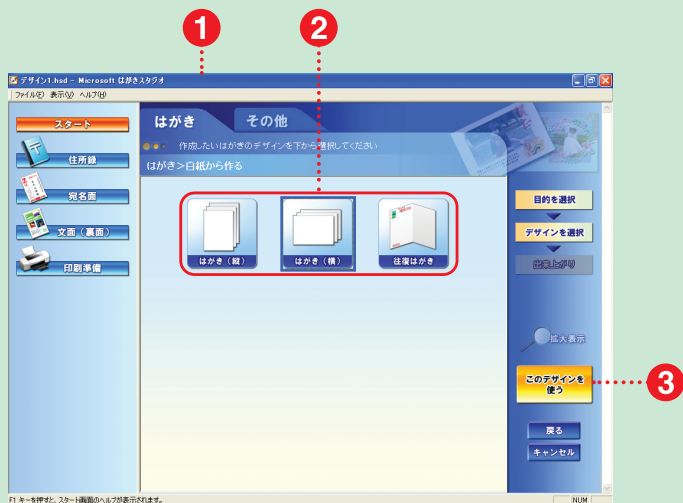 1
2
デザイン1.hsd - Microsoft はがきスタジオ
ファイル(F) 表示(V) ヘルプ(H)
スタート
住所録
宛名面
文面（裏面）
印刷準備
はがき
その他
作成したいはがきのデザインを下から選択してください
はがき＞白紙から作る
はがき（縦）
はがき（横）
往復はがき
目的を選択
デザインを選択
出来上がり
拡大表示
このデザインを
使う
3
戻る
キャンセル
F1 キーを押すと、スタート画面のヘルプが表示されます。
NUM